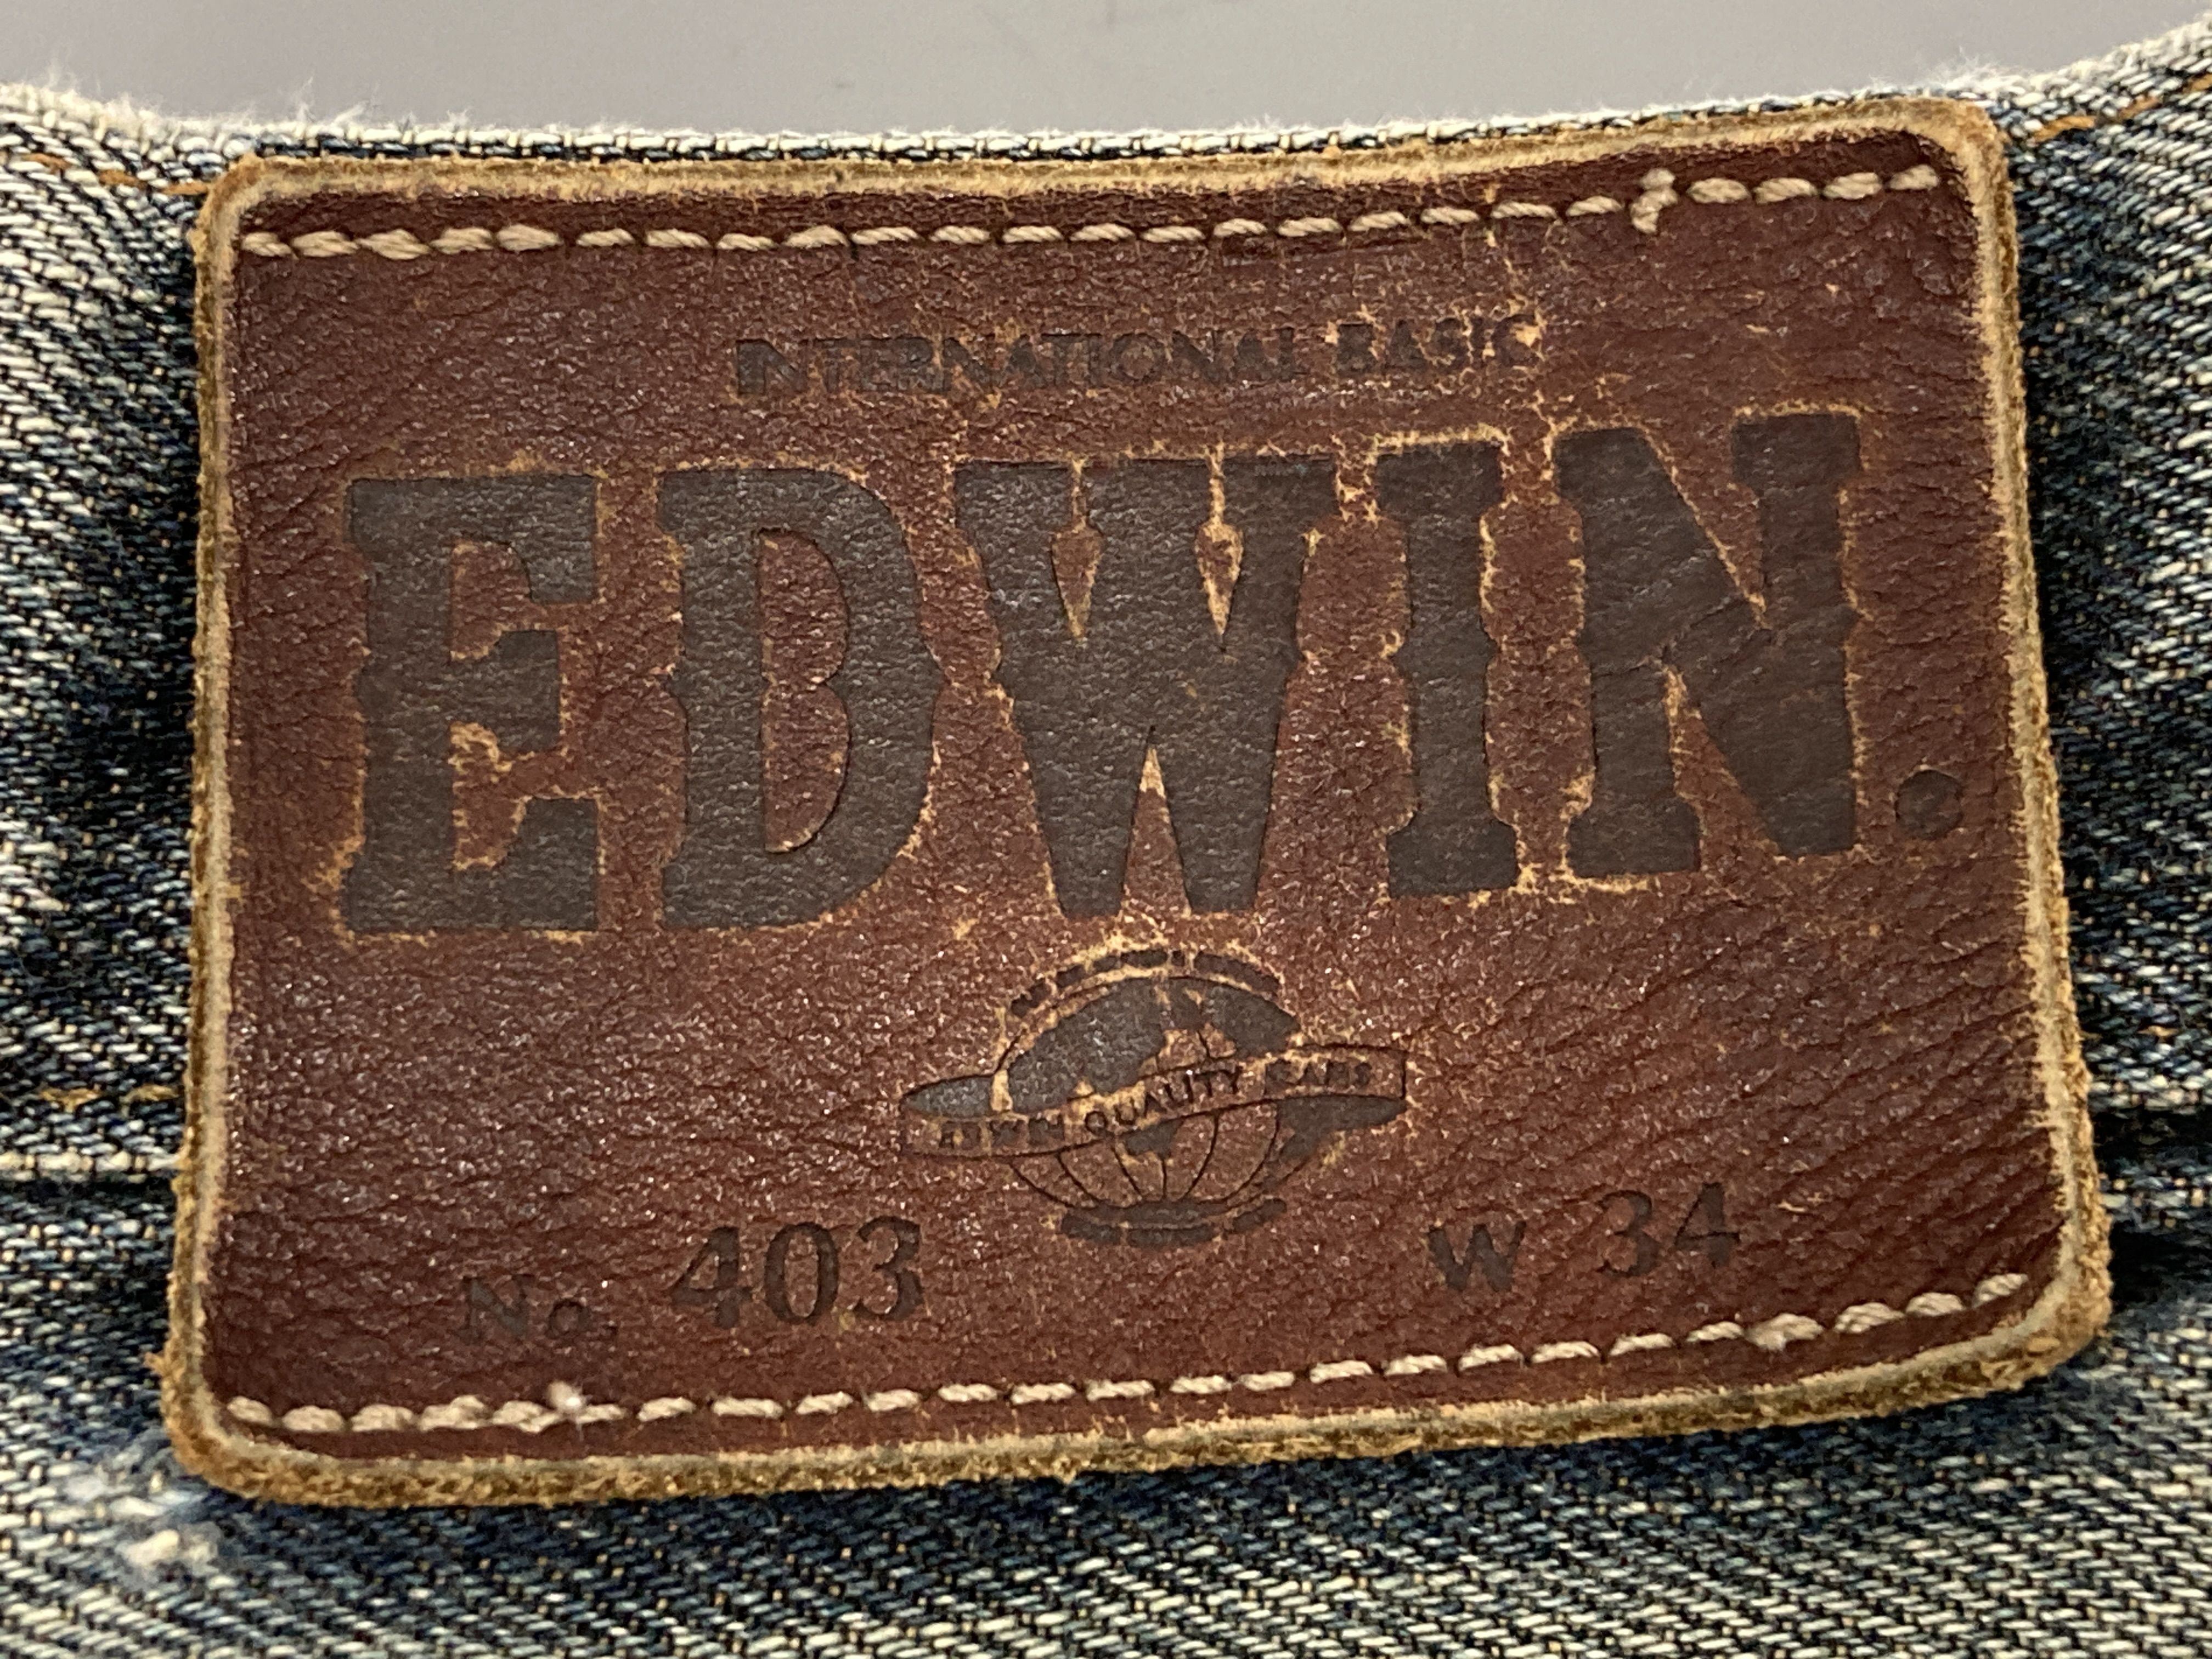 INTERNATIONAL BASIC
EDWIN.
EDWIN QUALITY JEANS
No. 403 W 34